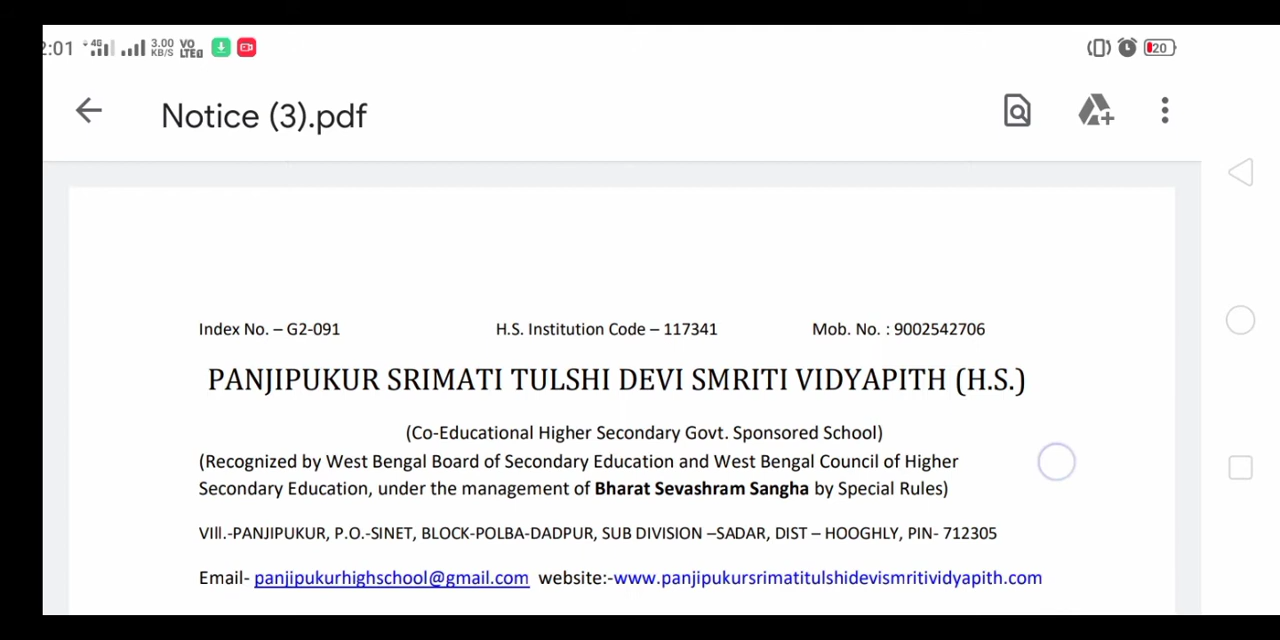 2:01 4G 3.00 KB/S VO LTE 20
Notice (3).pdf
Index No. – G2-091 H.S. Institution Code – 117341 Mob. No. : 9002542706
PANJIPUKUR SRIMATI TULSHI DEVI SMRITI VIDYAPITH (H.S.)
(Co-Educational Higher Secondary Govt. Sponsored School)
(Recognized by West Bengal Board of Secondary Education and West Bengal Council of Higher
Secondary Education, under the management of Bharat Sevashram Sangha by Special Rules)
VIll.-PANJIPUKUR, P.O.-SINET, BLOCK-POLBA-DADPUR, SUB DIVISION –SADAR, DIST – HOOGHLY, PIN- 712305
Email- panjipukurhighschool@gmail.com website:-www.panjipukursrimatitulshidevismritividyapith.com